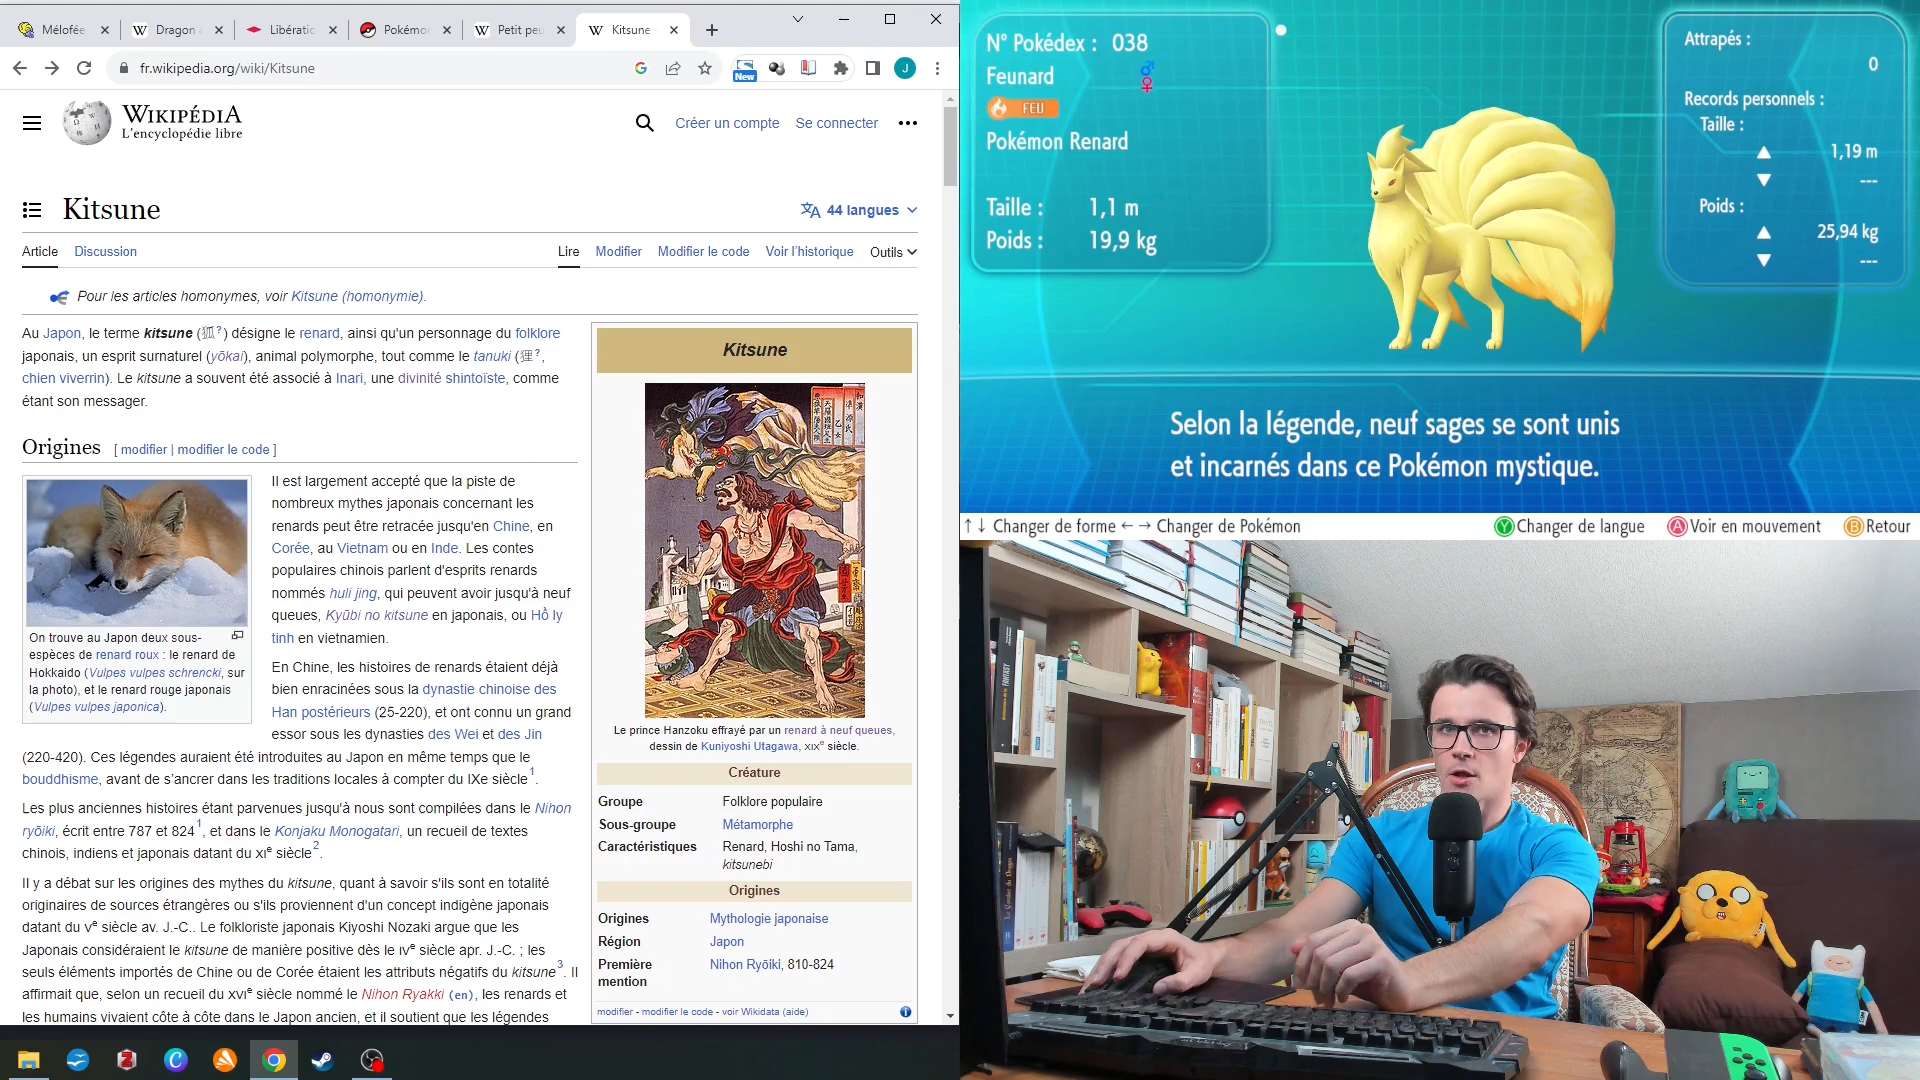 Mélofée
Dragon
Libératio
Pokémo
Petit peu
Kitsune
fr.wikipedia.org/wiki/Kitsune
New
J
WIKIPÉDIA
L'encyclopédie libre
Créer un compte
Se connecter
Kitsune
44 langues
Article
Discussion
Lire
Modifier
Modifier le code
Voir l'historique
Outils
Pour les articles homonymes, voir Kitsune (homonymie).
Au Japon, le terme kitsune (狐?) désigne le renard, ainsi qu'un personnage du folklore
japonais, un esprit surnaturel (yōkai), animal polymorphe, tout comme le tanuki (狸?,
chien viverrin). Le kitsune a souvent été associé à Inari, une divinité shintoïste, comme
étant son messager.
Origines [ modifier | modifier le code ]
On trouve au Japon deux sous-
espèces de renard roux : le renard de
Hokkaido (Vulpes vulpes schrencki, sur
la photo), et le renard rouge japonais
(Vulpes vulpes japonica).
Il est largement accepté que la piste de
nombreux mythes japonais concernant les
renards peut être retracée jusqu'en Chine, en
Corée, au Vietnam ou en Inde. Les contes
populaires chinois parlent d'esprits renards
nommés huli jing, qui peuvent avoir jusqu'à neuf
queues, Kyūbi no kitsune en japonais, ou Hồ ly
tinh en vietnamien.
En Chine, les histoires de renards étaient déjà
bien enracinées sous la dynastie chinoise des
Han postérieurs (25-220), et ont connu un grand
essor sous les dynasties des Wei et des Jin
(220-420). Ces légendes auraient été introduites au Japon en même temps que le
bouddhisme, avant de s'ancrer dans les traditions locales à compter du IXe siècle1.
Les plus anciennes histoires étant parvenues jusqu'à nous sont compilées dans le Nihon
ryōiki, écrit entre 787 et 8241, et dans le Konjaku Monogatari, un recueil de textes
chinois, indiens et japonais datant du XIe siècle2.
Il y a débat sur les origines des mythes du kitsune, quant à savoir s'ils sont en totalité
originaires de sources étrangères ou s'ils proviennent d'un concept indigène japonais
datant du Ve siècle av. J.-C.. Le folkloriste japonais Kiyoshi Nozaki argue que les
Japonais considéraient le kitsune de manière positive dès le IVe siècle apr. J.-C. ; les
seuls éléments importés de Chine ou de Corée étaient les attributs négatifs du kitsune3. Il
affirmait que, selon un recueil du XVIe siècle nommé le Nihon Ryakki (en), les renards et
les humains vivaient côte à côte dans le Japon ancien, et il soutient que les légendes
Kitsune
Le prince Hanzoku effrayé par un renard à neuf queues,
dessin de Kuniyoshi Utagawa, XIXe siècle.
Créature
Groupe Folklore populaire
Sous-groupe Métamorphe
Caractéristiques Renard, Hoshi no Tama,
kitsunebi
Origines
Origines Mythologie japonaise
Région Japon
Première Nihon Ryōiki, 810-824
mention
modifier - modifier le code - voir Wikidata (aide)
N° Pokédex : 038
Feunard
FEU
Pokémon Renard
Taille : 1,1 m
Poids : 19,9 kg
Attrapés :
0
Records personnels :
Taille :
▲ 1,19 m
▼ ---
Poids :
▲ 25,94 kg
▼ ---
Selon la légende, neuf sages se sont unis
et incarnés dans ce Pokémon mystique.
↑↓ Changer de forme ←→ Changer de Pokémon
Y Changer de langue
A Voir en mouvement
B Retour